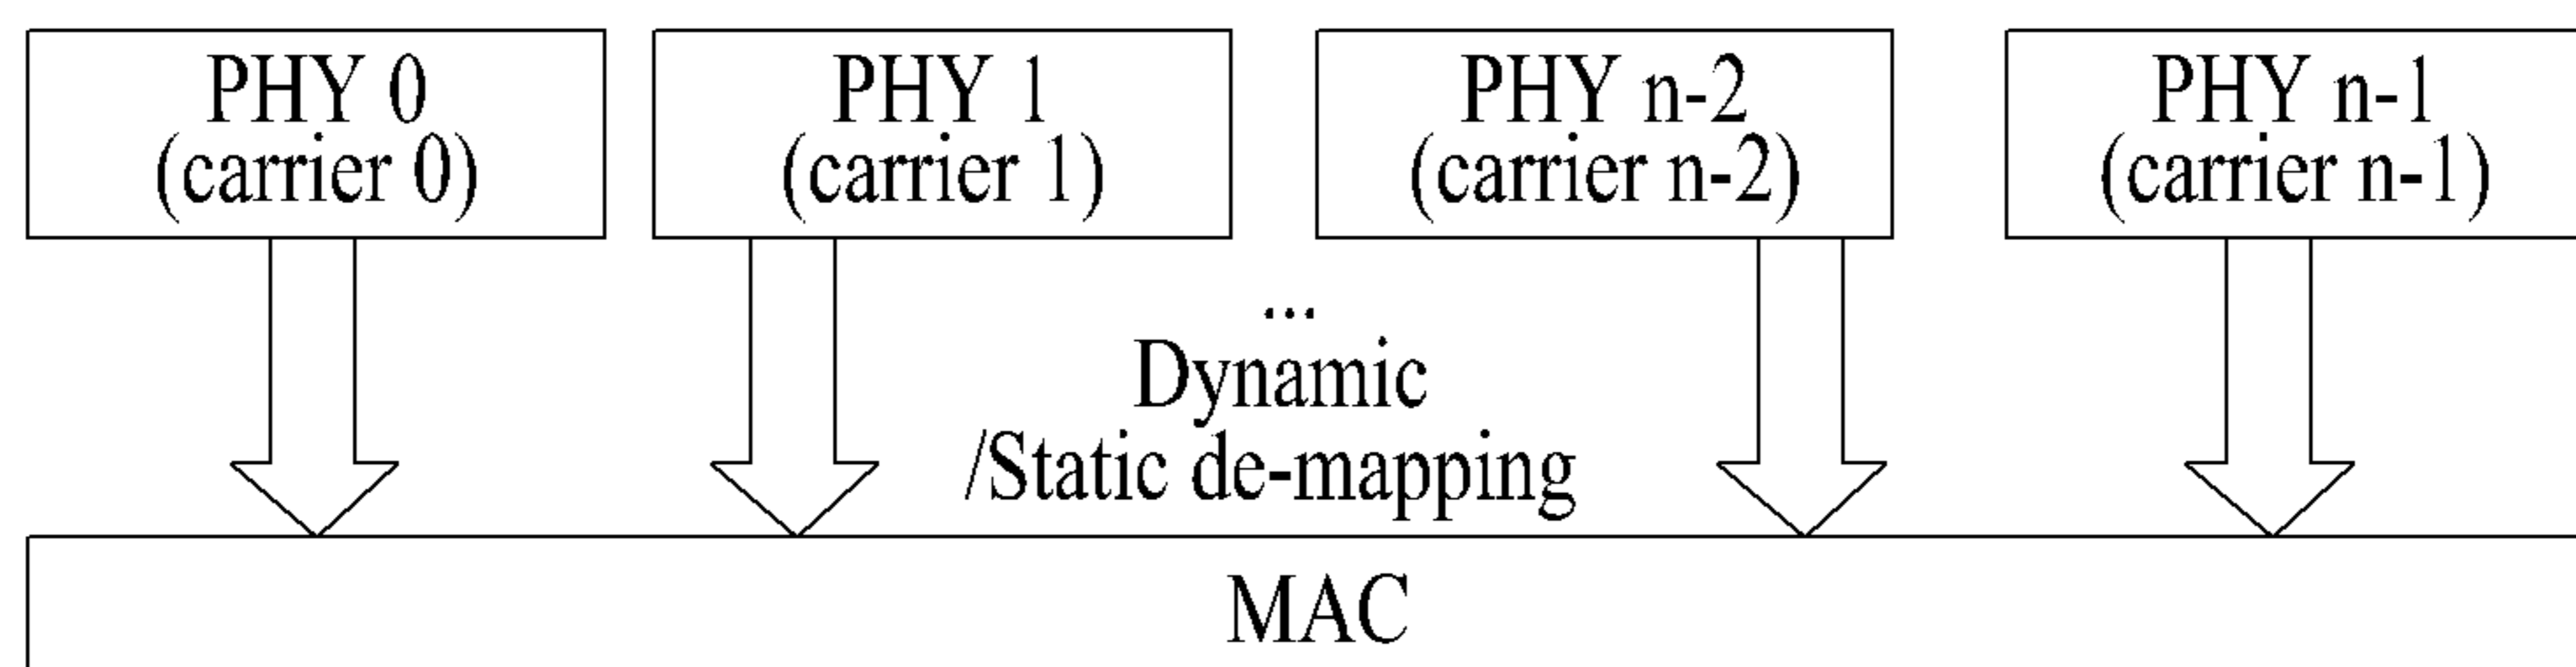 PHY 0
(carrier 0)
PHY 1
(carrier 1)
PHY n-2
(carrier n-2)
PHY n-1
(carrier n-1)
...
Dynamic
/Static de-mapping
MAC